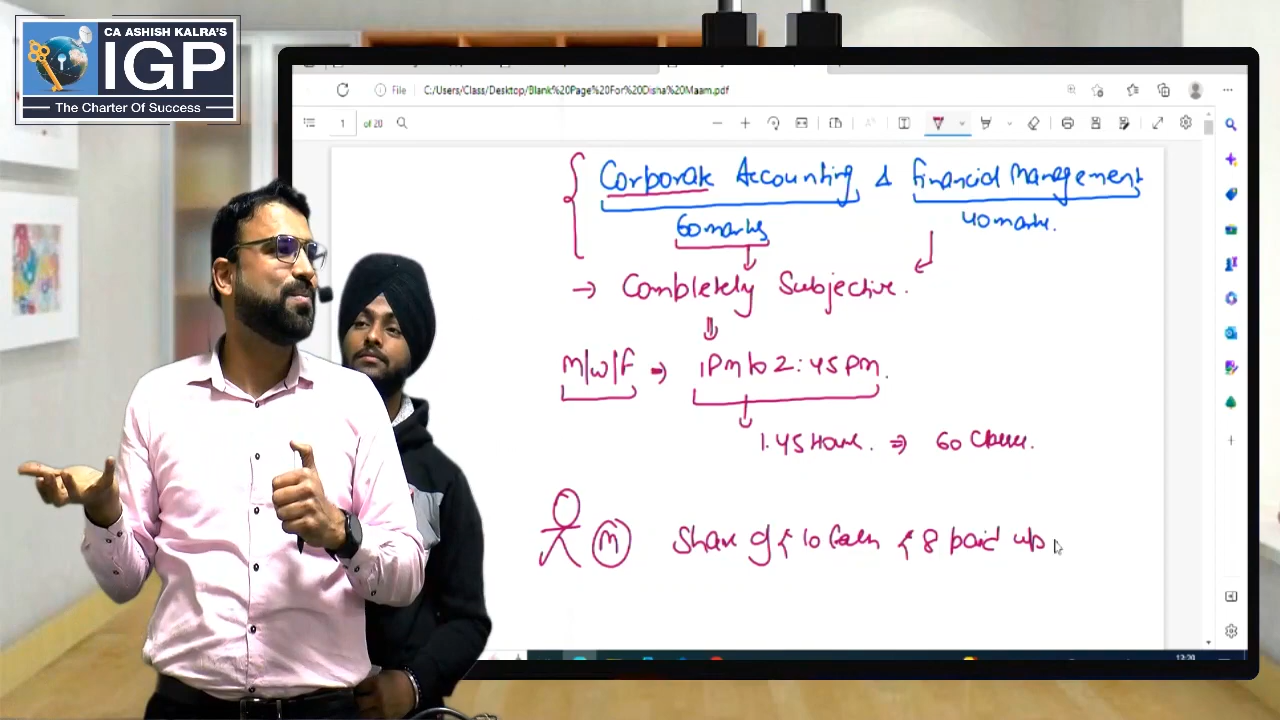 CA ASHISH KALRA'S
IGP
The Charter Of Success
File
C:/Users/Class/Desktop/Blank%20Page%20For%20Disha%20Maam.pdf
1 of 20
Corporate Accounting & Financial Management
60 marks 40 marks.
→ Completely Subjective.
M/W/F → 1PM to 2:45 PM.
1.45 Hour. ⇒ 60
M Share of ₹ 10 each ₹ 8 paid up